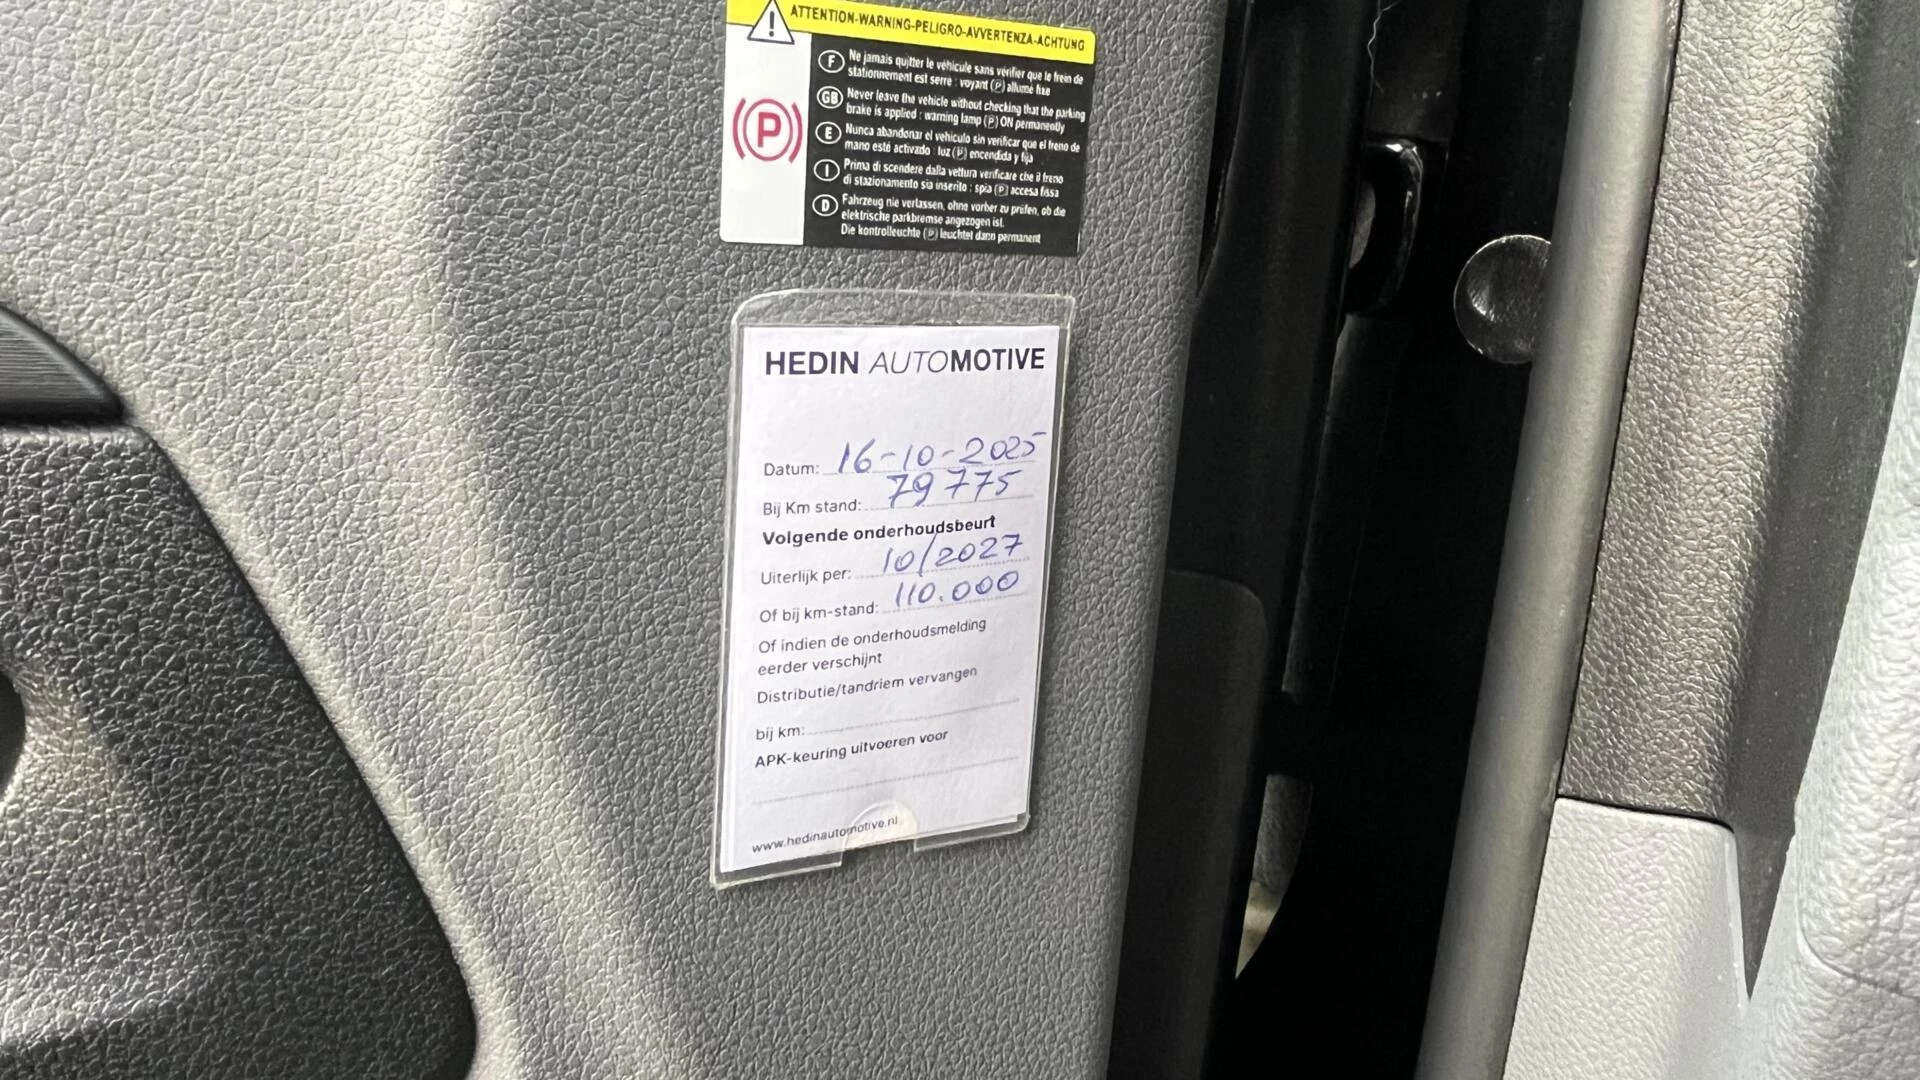 ATTENTION-WARNING-PELIGRO-AVVERTENZA-ACHTUNG
F Ne jamais quitter le véhicule sans vérifier que le frein de
stationnement est serré : voyant (P) allumé fixe
GB Never leave the vehicle without checking that the parking
brake is applied : warning lamp (P) ON permanently
E Nunca abandonar el vehículo sin verificar que el freno de
mano esté activado : luz (P) encendida y fija
I Prima di scendere dalla vettura verificare che il freno
di stazionamento sia inserito : spia (P) accesa fissa
D Fahrzeug nie verlassen, ohne vorher zu prüfen, ob die
elektrische parkbremse angezogen ist.
Die kontrolleuchte (P) leuchtet dann permanent
P
HEDIN AUTOMOTIVE
Datum: 16-10-2025
Bij Km stand: 79775
Volgende onderhoudsbeurt
Uiterlijk per: 10/2027
Of bij km-stand: 110.000
Of indien de onderhoudsmelding
eerder verschijnt
Distributie/tandriem vervangen
bij km:
APK-keuring uitvoeren voor
www.hedinautomotive.nl